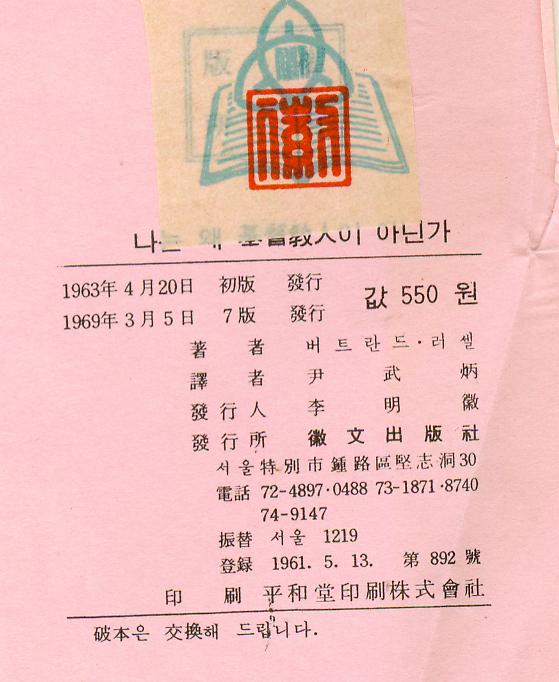 版
徽
나는 왜 基督敎人이 아닌가
1963年 4月 20日 初版 發行
1969年 3月 5日 7版 發行
값 550 원
著者 버트란드·러셀
譯者 尹武炳
發行人 李明徽
發行所 徽文出版社
서울特別市鍾路區堅志洞30
電話 72-4897·0488 73-1871·8740
74-9147
振替 서울 1219
登錄 1961. 5. 13. 第 892 號
印刷 平和堂印刷株式會社
破本은 交換해 드립니다.